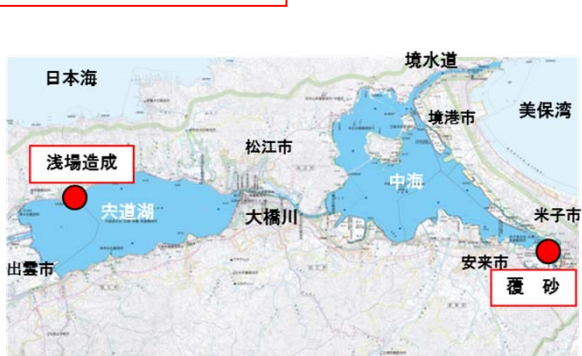 境水道
日本海
美保湾
境港市
松江市
浅場造成
中海
宍道湖
米子市
大橋川
安来市
出雲市
覆 砂